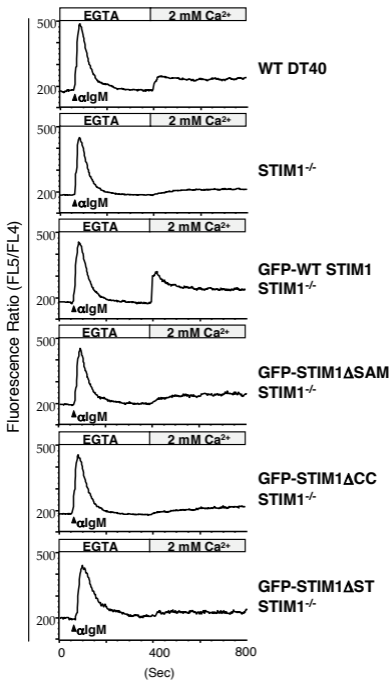 Fluorescence Ratio (FL5/FL4)
EGTA 2 mM Ca²⁺
500
200
αIgM
WT DT40
EGTA 2 mM Ca²⁺
500
200
αIgM
STIM1⁻/⁻
EGTA 2 mM Ca²⁺
500
200
αIgM
GFP-WT STIM1
STIM1⁻/⁻
EGTA 2 mM Ca²⁺
500
200
αIgM
GFP-STIM1ΔSAM
STIM1⁻/⁻
EGTA 2 mM Ca²⁺
500
200
αIgM
GFP-STIM1ΔCC
STIM1⁻/⁻
EGTA 2 mM Ca²⁺
500
200
αIgM
GFP-STIM1ΔST
STIM1⁻/⁻
0 400 800
(Sec)